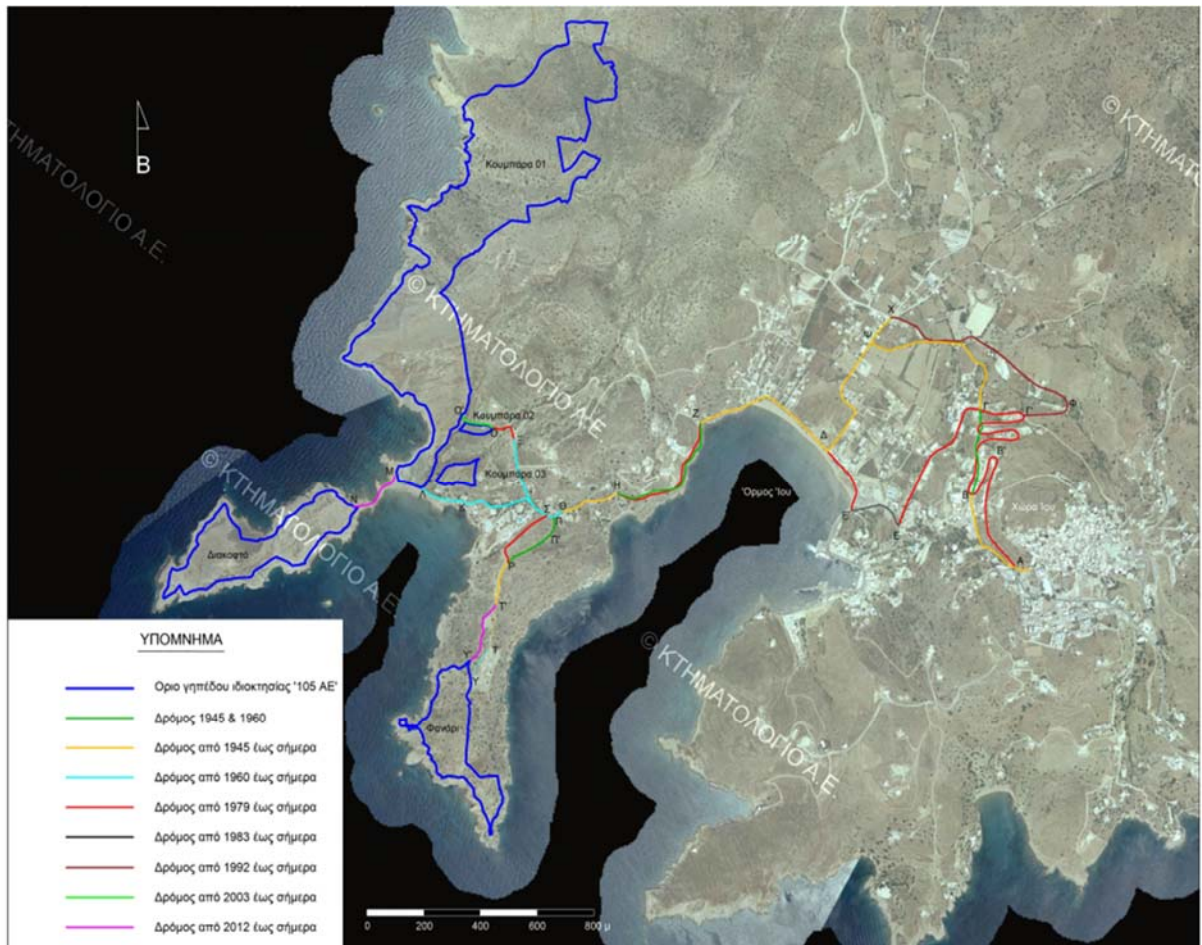 © ΚΤΗΜΑΤΟΛΟΓΙΟ Α.Ε.
ΚΤΗΜΑΤΟΛΟΓΙΟ Α.Ε.
Β
Κουμπάρα 01
© ΚΤΗΜΑΤΟΛΟΓΙΟ Α.Ε.
Χ
Ψ
Φ
Γ
Γ'
Ω'
Κουμπάρα 02
Ο
Ζ
Δ
© ΚΤΗΜΑΤΟΛΟΓΙΟ Α.Ε.
Κουμπάρα 03
Β'
Μ
Λ
Η
Όρμος Ίου
Β
Ν
Κ
Σ
Θ
Χώρα Ίου
Π
Π'
Ε
Διακοφτό
Ρ
Α
Τ'
© ΚΤΗΜΑΤΟΛΟΓΙΟ Α.Ε.
Τ
Υ'
Υ
Φανάρι
ΥΠΟΜΝΗΜΑ
Οριο γηπέδου ιδιοκτησίας '105 ΑΕ'
Δρόμος 1945 & 1960
Δρόμος από 1945 έως σήμερα
Δρόμος από 1960 έως σήμερα
Δρόμος από 1979 έως σήμερα
Δρόμος από 1983 έως σήμερα
Δρόμος από 1992 έως σήμερα
Δρόμος από 2003 έως σήμερα
Δρόμος από 2012 έως σήμερα
0 200 400 600 800 μ